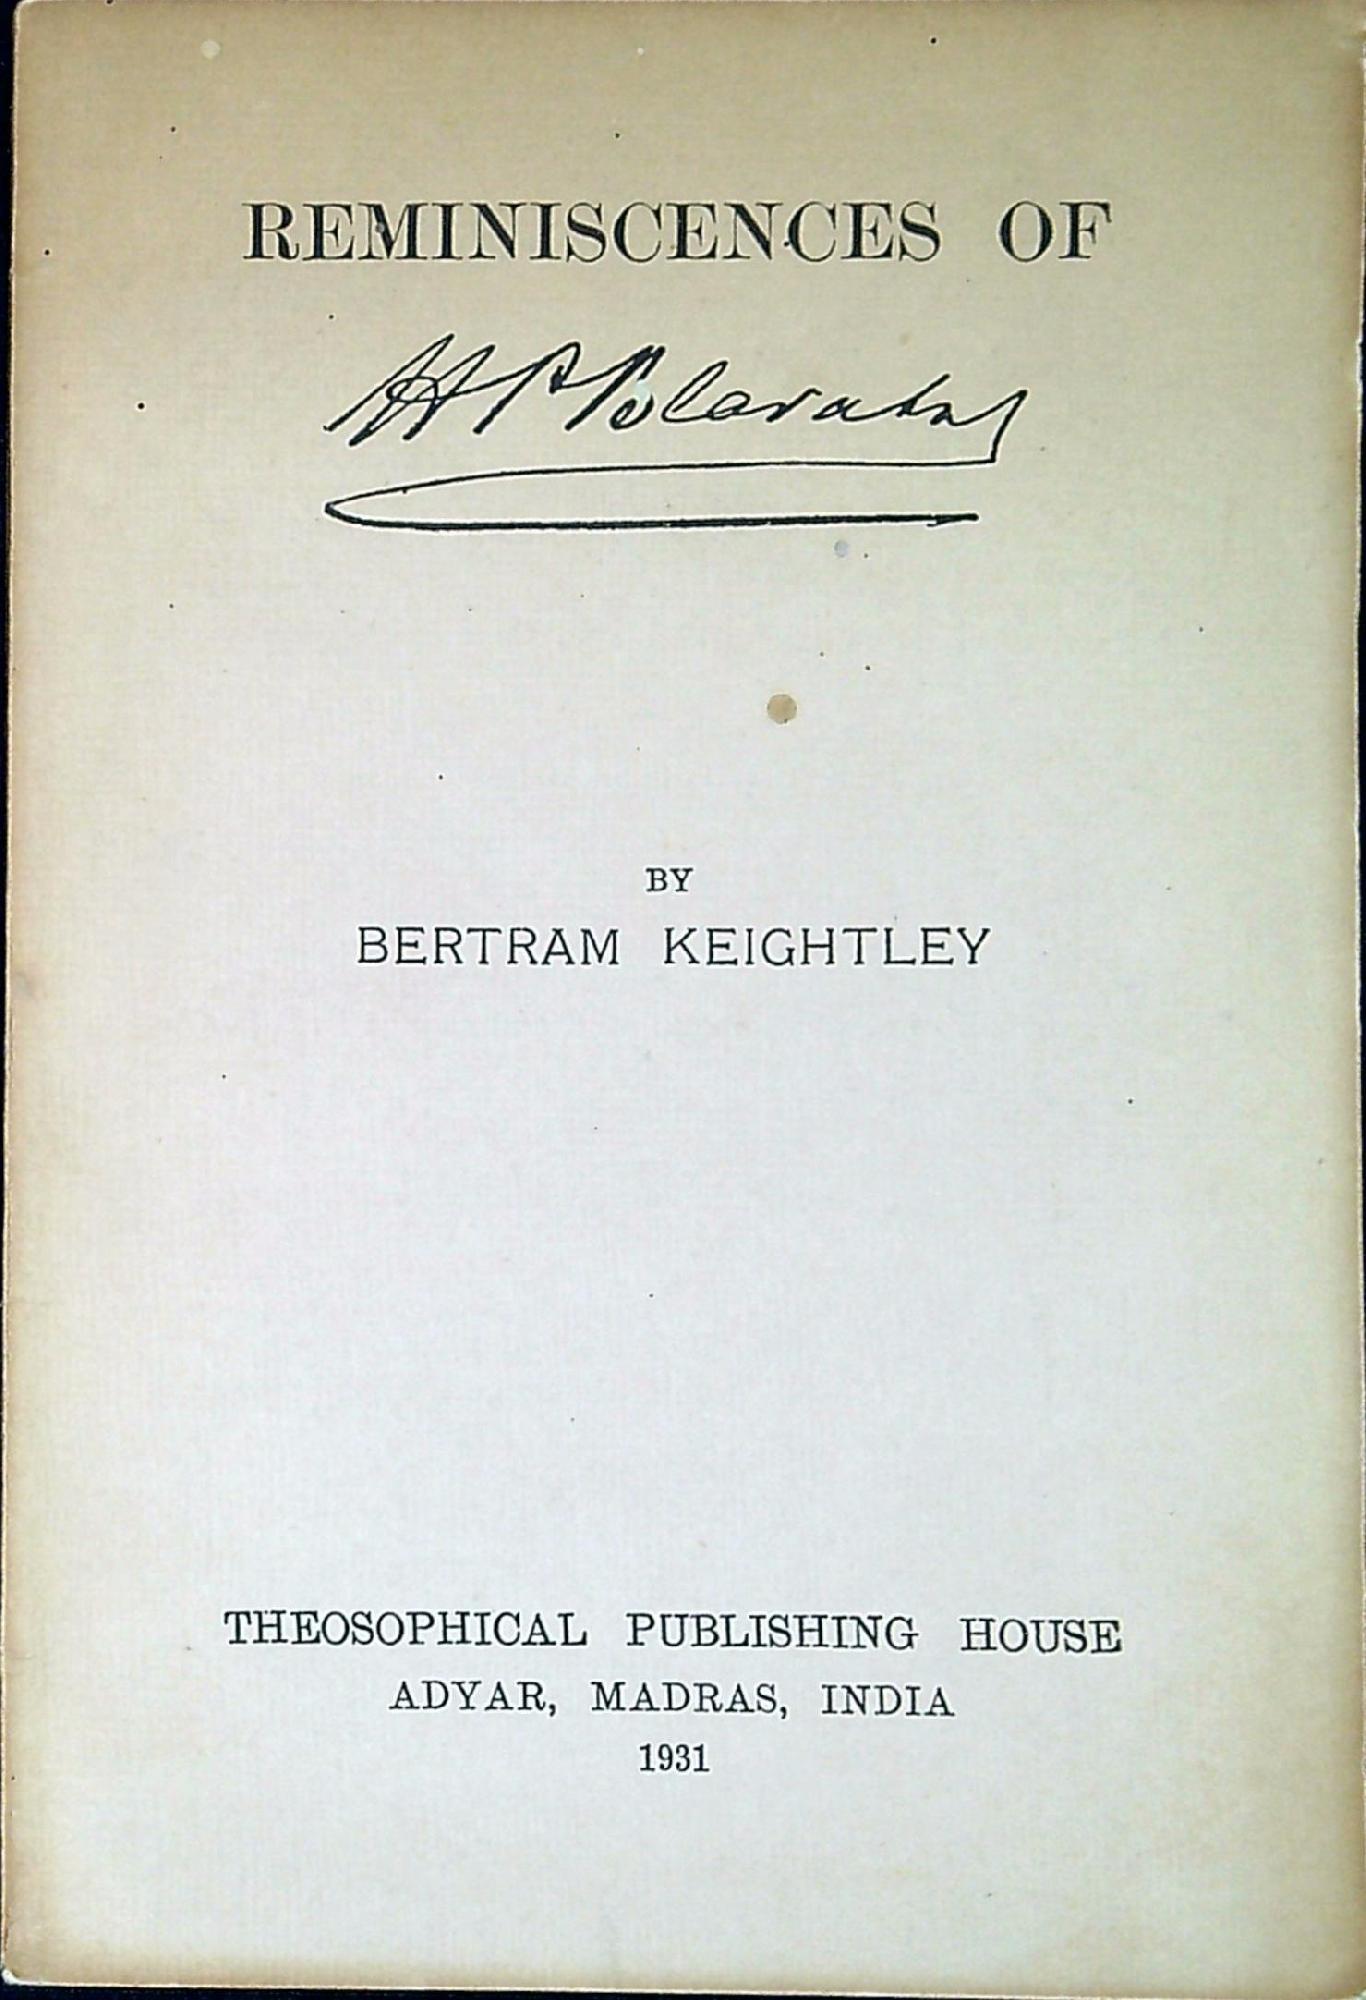 REMINISCENCES OF
H P Blavatsky
BY
BERTRAM KEIGHTLEY
THEOSOPHICAL PUBLISHING HOUSE
ADYAR, MADRAS, INDIA
1931